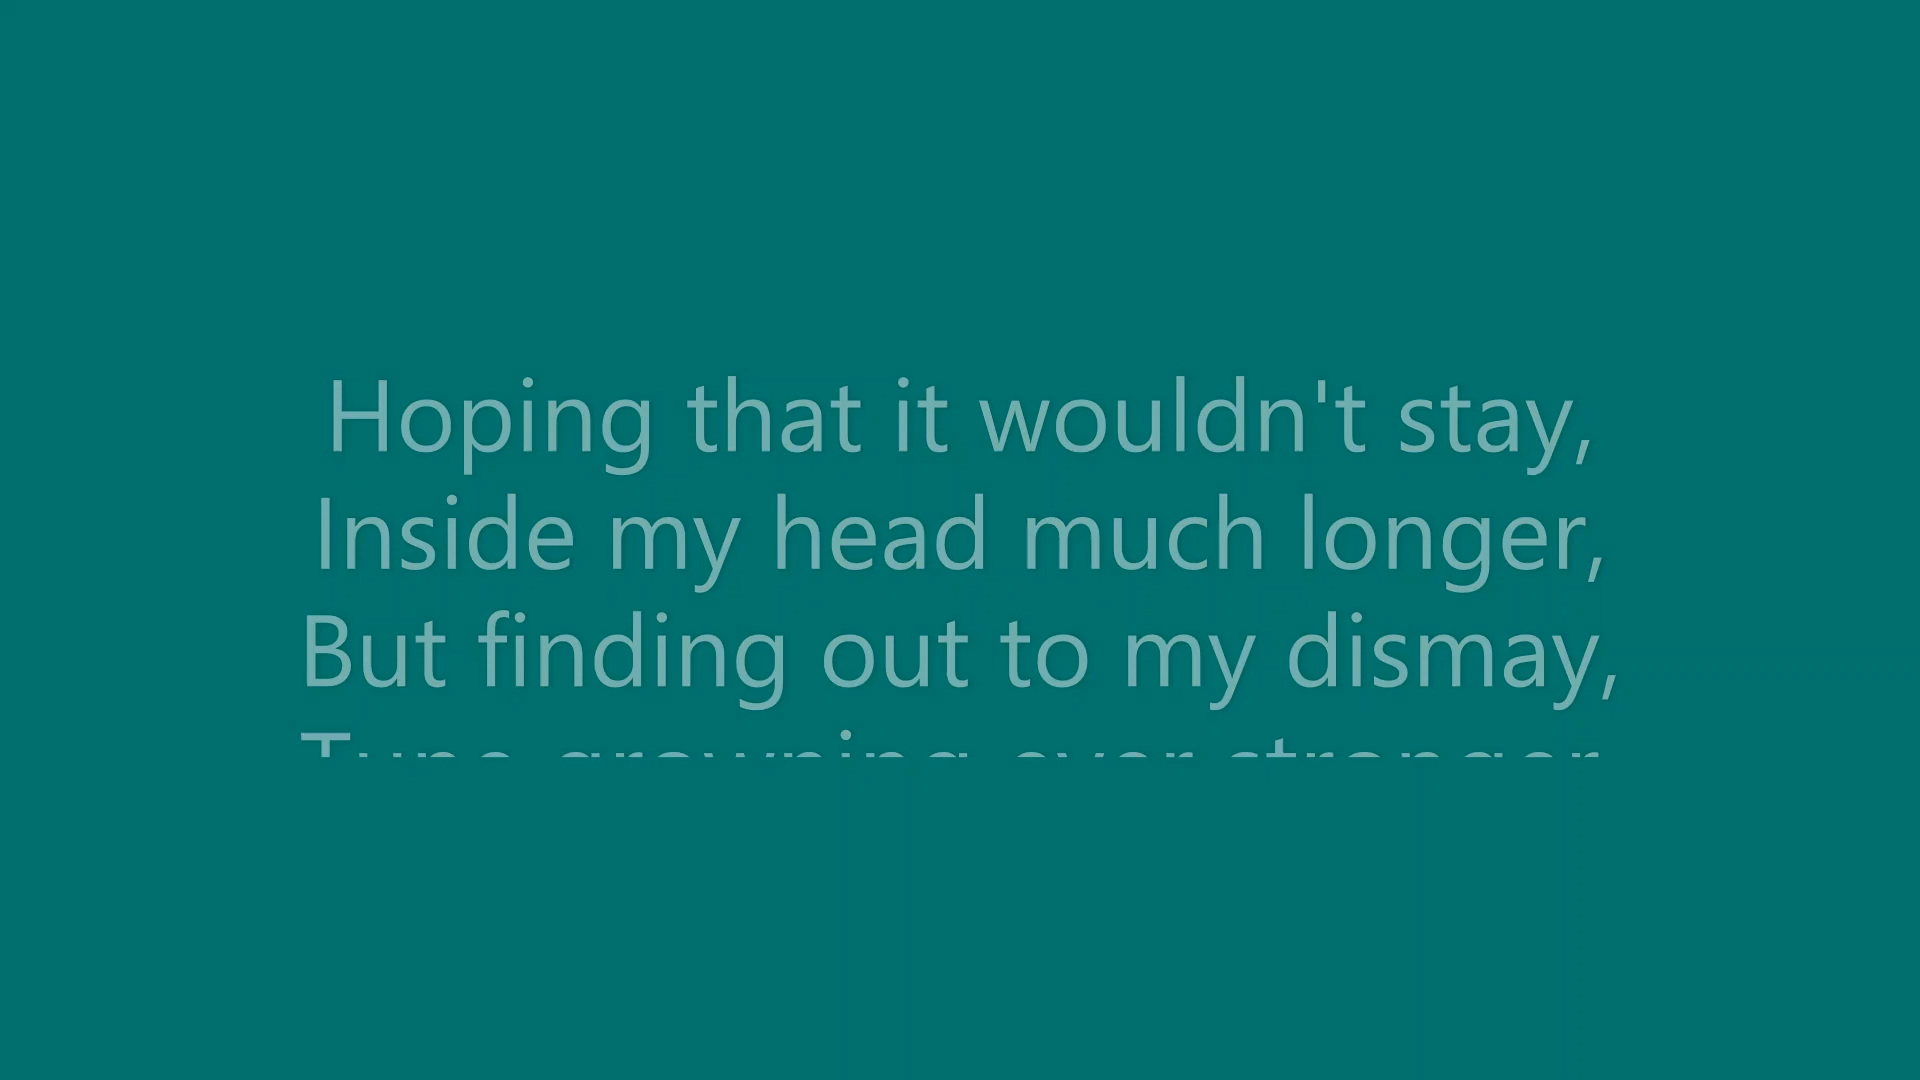 Hoping that it wouldn't stay,
Inside my head much longer,
But finding out to my dismay,